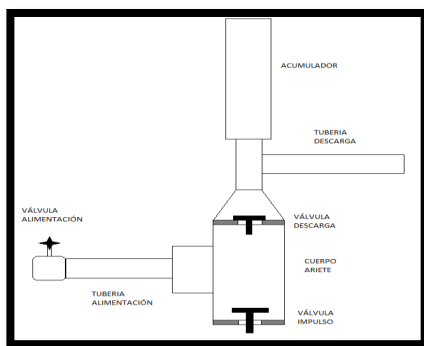 ACUMULADOR
TUBERIA
DESCARGA
VÁLVULA
ALIMENTACIÓN
VÁLVULA
DESCARGA
CUERPO
ARIETE
TUBERIA
ALIMENTACIÓN
VÁLVULA
IMPULSO